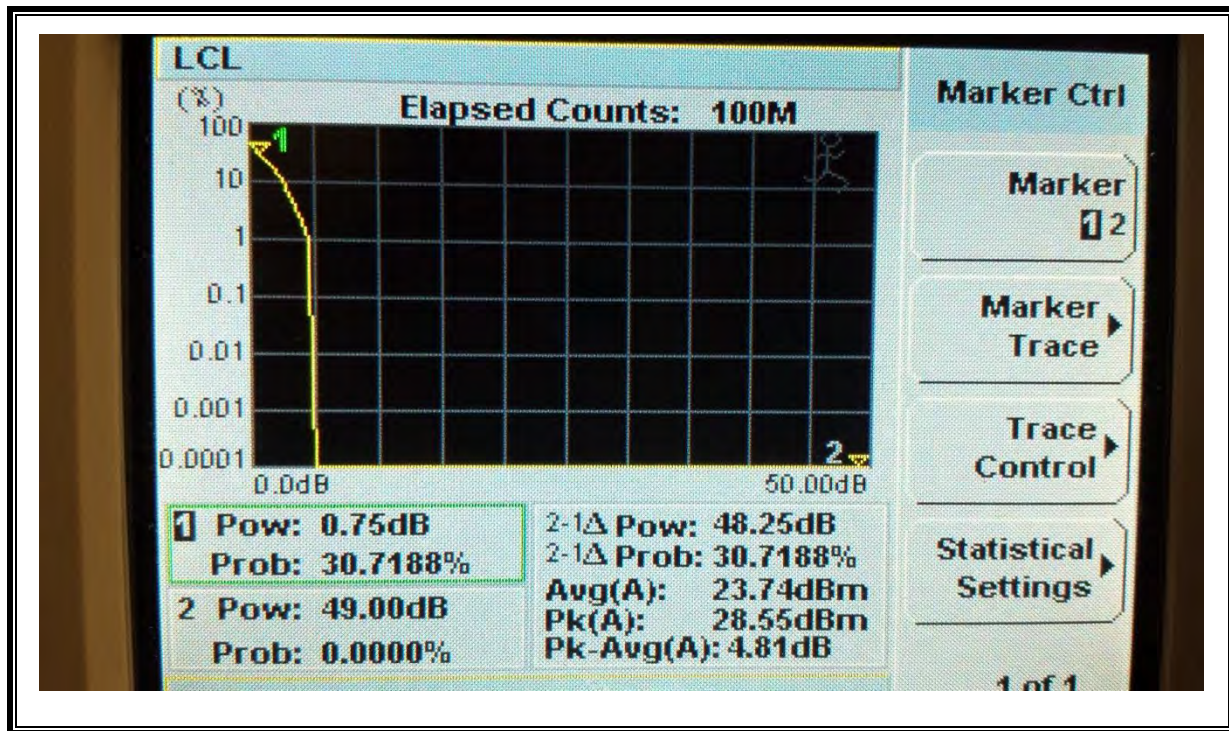 LCL
(%)
Elapsed Counts: 100M
100
1
10
1
0.1
0.01
0.001
0.0001
2
0.0dB
50.00dB
1 Pow: 0.75dB
Prob: 30.7188%
2 Pow: 49.00dB
Prob: 0.0000%
2-1Δ Pow: 48.25dB
2-1Δ Prob: 30.7188%
Avg(A): 23.74dBm
Pk(A): 28.55dBm
Pk-Avg(A): 4.81dB
Marker Ctrl
Marker
1 2
Marker
Trace
Trace
Control
Statistical
Settings
1 of 1